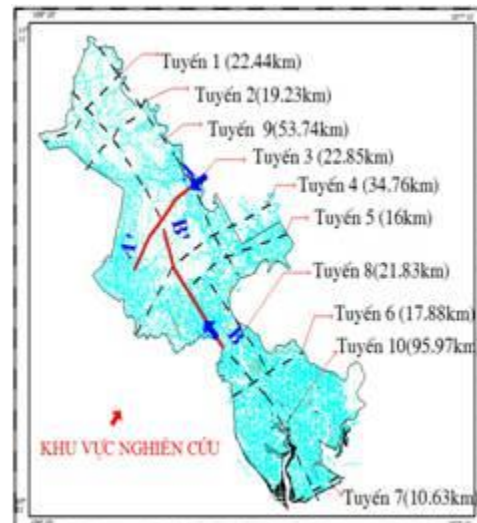 Tuyến 1 (22.44km)
Tuyến 2(19.23km)
Tuyến 9(53.74km)
Tuyến 3 (22.85km)
Tuyến 4 (34.76km)
Tuyến 5 (16km)
A'
B'
Tuyến 8(21.83km)
B
Tuyến 6 (17.88km)
Tuyến 10(95.97km
KHU VỰC NGHIÊN CỨU
Tuyến 7(10.63km)